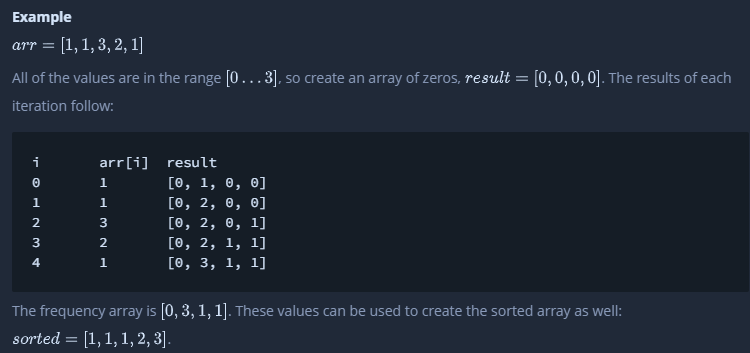 Example
arr = [1, 1, 3, 2, 1]
All of the values are in the range [0 . . . 3], so create an array of zeros, result = [0, 0, 0, 0]. The results of each
iteration follow:
i arr[i] result
0 1 [0, 1, 0, 0]
1 1 [0, 2, 0, 0]
2 3 [0, 2, 0, 1]
3 2 [0, 2, 1, 1]
4 1 [0, 3, 1, 1]
The frequency array is [0, 3, 1, 1]. These values can be used to create the sorted array as well:
sorted = [1, 1, 1, 2, 3].